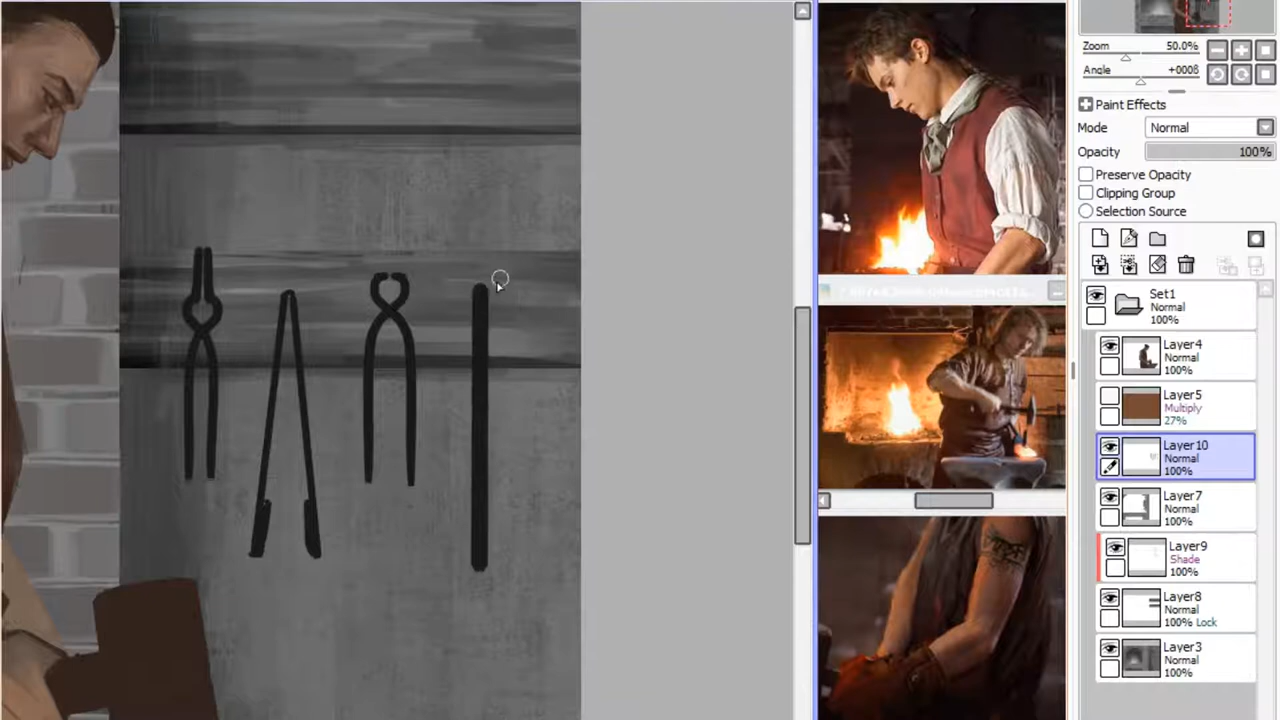 Zoom 50.0%
Angle +000ß
Paint Effects
Mode Normal
Opacity 100%
Preserve Opacity
Clipping Group
Selection Source
Set1
Normal
100%
Layer4
Normal
100%
Layer5
Multiply
27%
Layer10
Normal
100%
Layer7
Normal
100%
Layer9
Shade
100%
Layer8
Normal
100% Lock
Layer3
Normal
100%